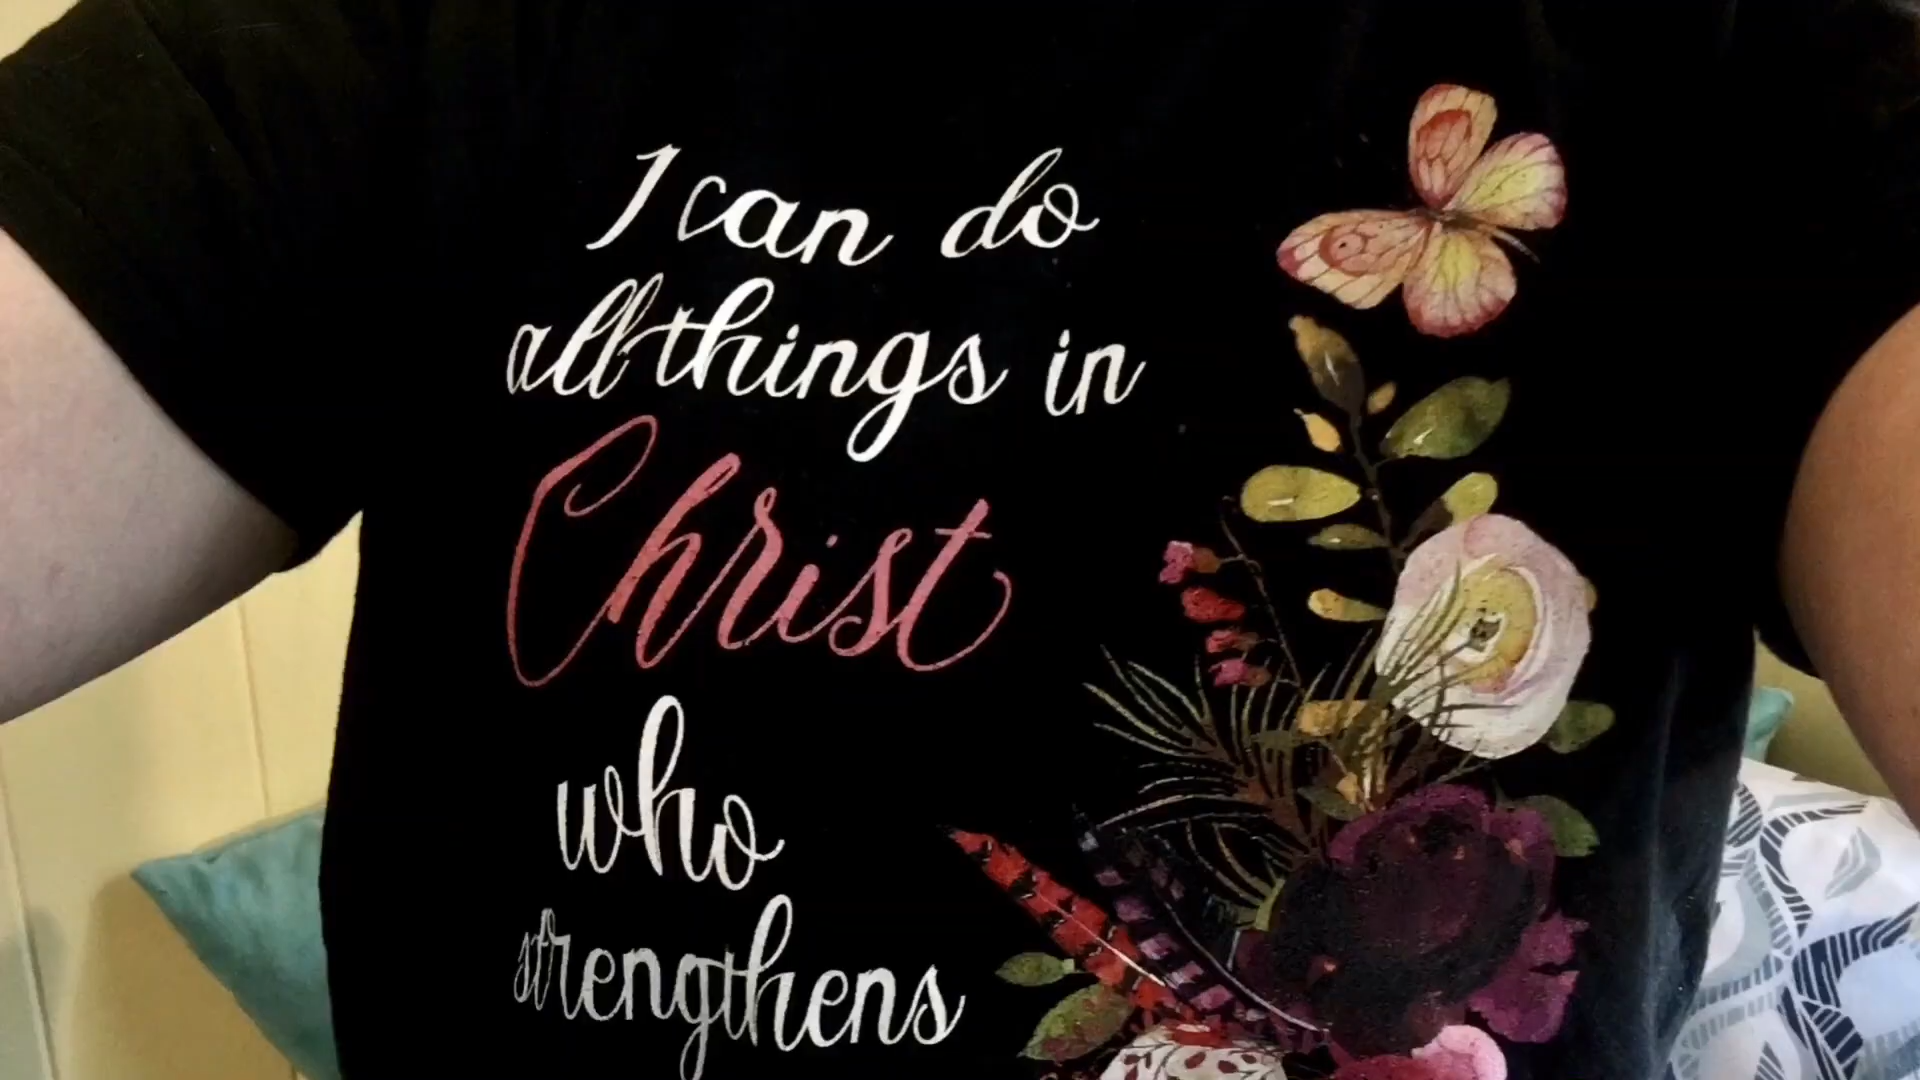 I can do
all things in
Christ
who
strengthens